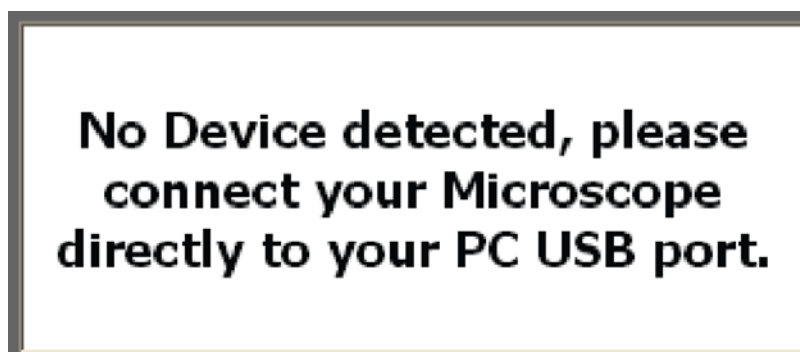 No Device detected, please
connect your Microscope
directly to your PC USB port.